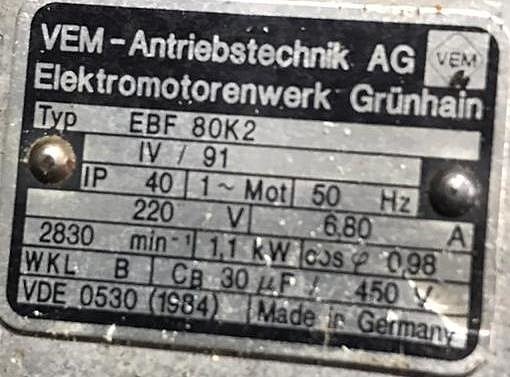 VEM-Antriebstechnik AG VEM
Elektromotorenwerk Grünhain
Typ EBF 80K2
IV / 91
IP 40 1~ Mot 50 Hz
220 V 6,80 A
2830 min⁻¹ 1,1 kW cos φ 0,98
WKL B CB 30 µF / 450 V
VDE 0530 (1984) Made in Germany